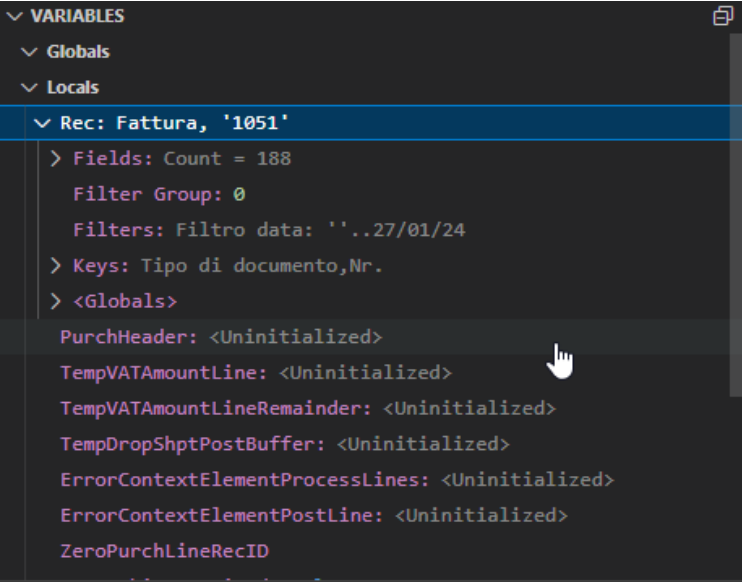 VARIABLES
Globals
Locals
Rec: Fattura, '1051'
Fields: Count = 188
Filter Group: 0
Filters: Filtro data: ''..27/01/24
Keys: Tipo di documento,Nr.
<Globals>
PurchHeader: <Uninitialized>
TempVATAmountLine: <Uninitialized>
TempVATAmountLineRemainder: <Uninitialized>
TempDropShptPostBuffer: <Uninitialized>
ErrorContextElementProcessLines: <Uninitialized>
ErrorContextElementPostLine: <Uninitialized>
ZeroPurchLineRecID